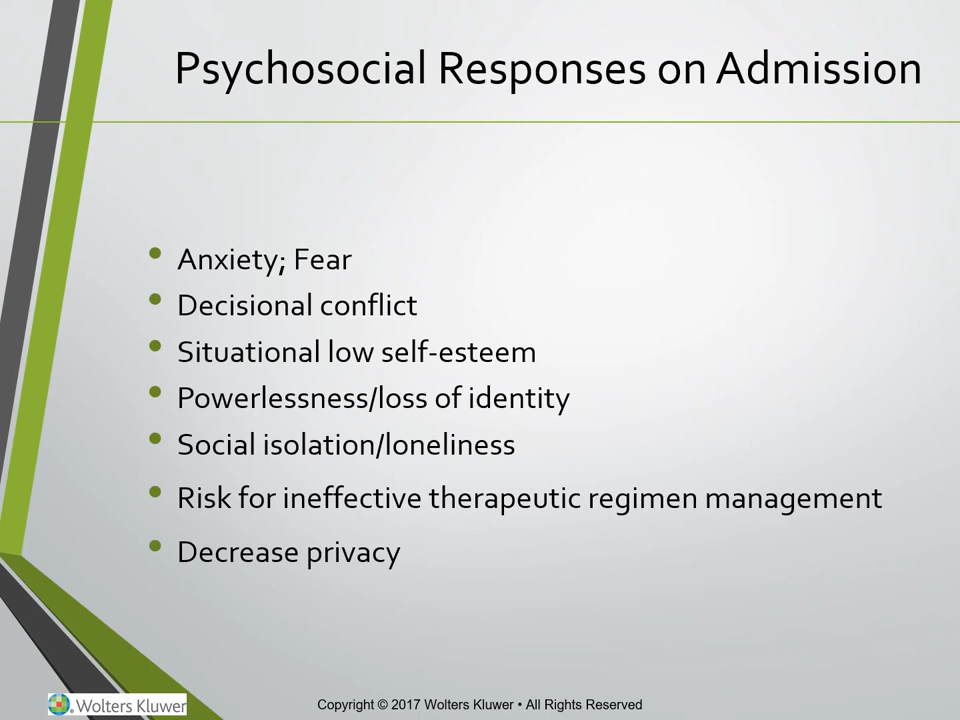 Psychosocial Responses on Admission
• Anxiety; Fear
• Decisional conflict
• Situational low self-esteem
• Powerlessness/loss of identity
• Social isolation/loneliness
• Risk for ineffective therapeutic regimen management
• Decrease privacy
Wolters Kluwer
Copyright © 2017 Wolters Kluwer • All Rights Reserved